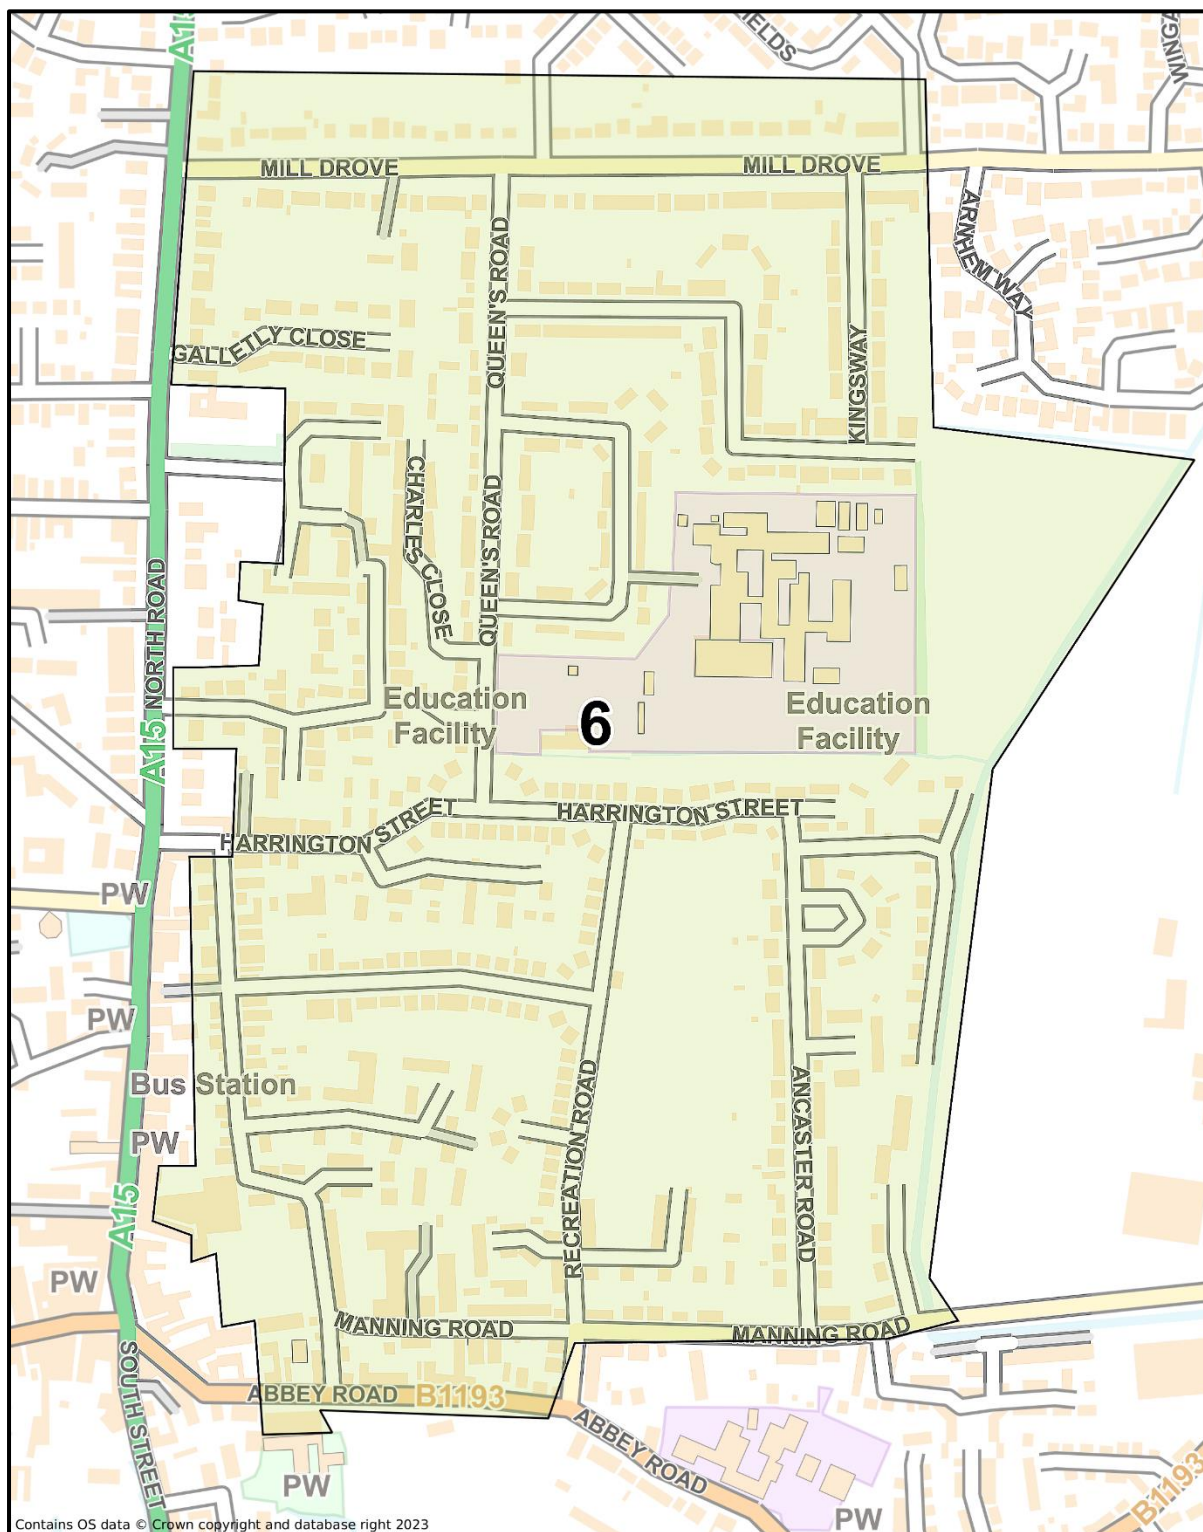 A15
IELDS
WINGA
MILL DROVE
MILL DROVE
ARNHEM WAY
QUEEN'S ROAD
GALLETLY CLOSE
KINGSWAY
CHARLES CLOSE
QUEEN'S ROAD
NORTH ROAD
A15
Education
Facility
6
Education
Facility
HARRINGTON STREET
HARRINGTON STREET
PW
PW
Bus Station
PW
RECREATION ROAD
ANCASTER ROAD
A15
PW
MANNING ROAD
MANNING ROAD
SOUTH STREET
ABBEY ROAD
B1193
ABBEY ROAD
B1193
PW
PW
Contains OS data © Crown copyright and database right 2023